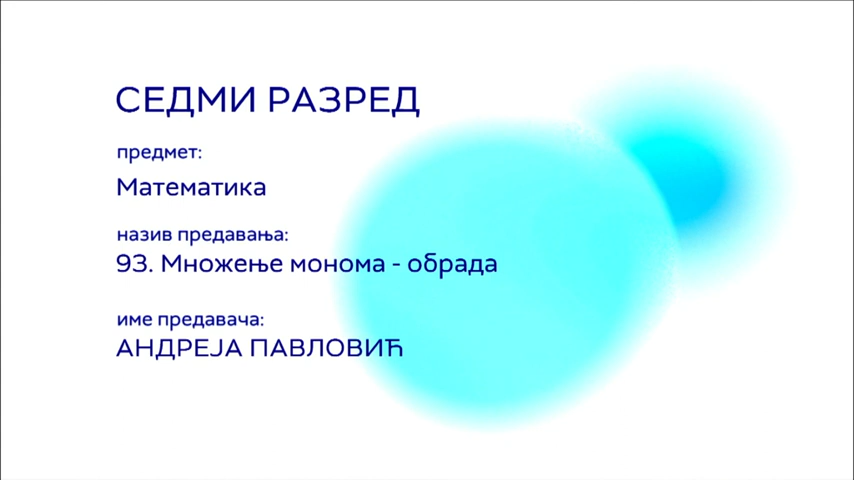 СЕДМИ РАЗРЕД
предмет:
Математика
назив предавања:
93. Множење монома - обрада
име предавача:
АНДРЕЈА ПАВЛОВИЋ